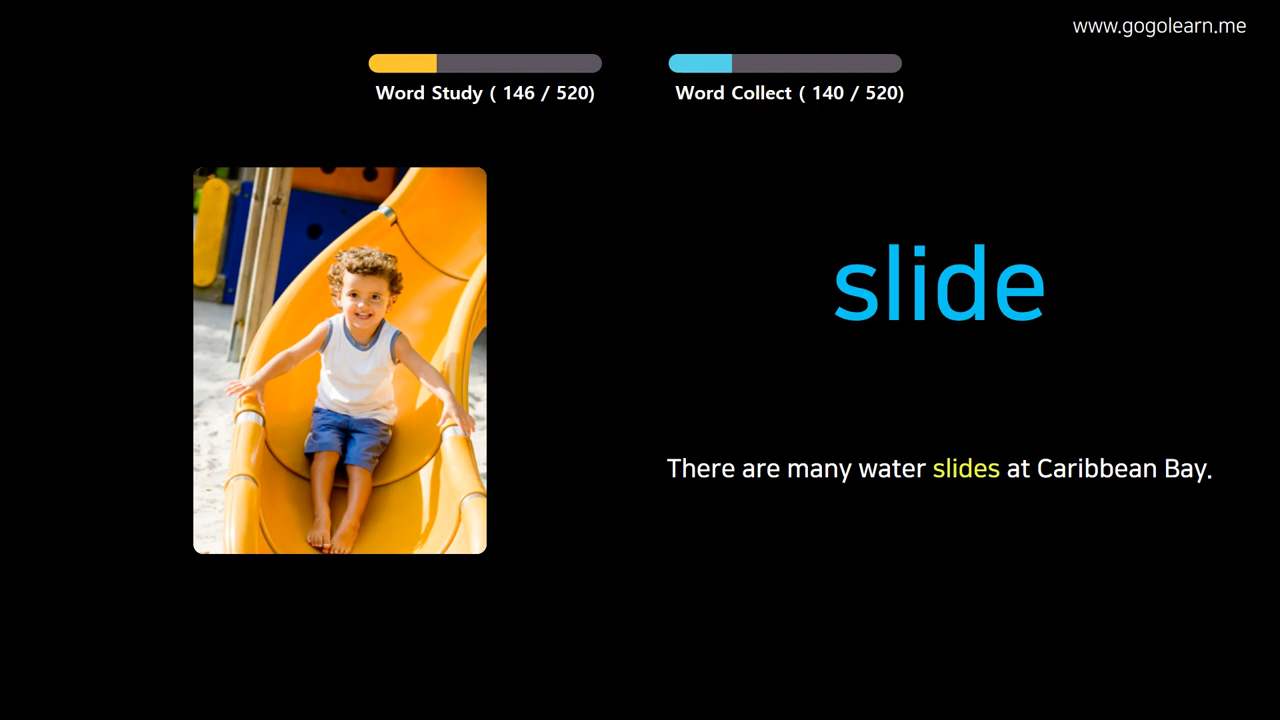 www.gogolearn.me
Word Study ( 146 / 520)
Word Collect ( 140 / 520)
slide
There are many water slides at Caribbean Bay.